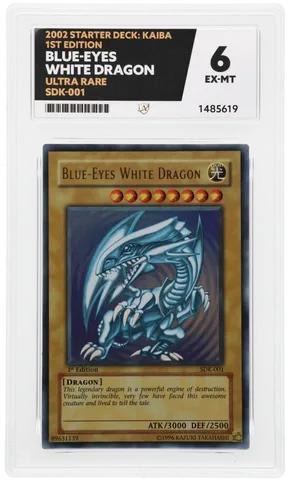 2002 STARTER DECK: KAIBA
1ST EDITION
BLUE-EYES
WHITE DRAGON
ULTRA RARE
SDK-001
6
EX-MT
1485619
BLUE-EYES WHITE DRAGON
光
1st Edition
SDK-001
[DRAGON]
This legendary dragon is a powerful engine of destruction.
Virtually invincible, very few have faced this awesome
creature and lived to tell the tale.
ATK/3000 DEF/2500
89631139
©1996 KAZUKI TAKAHASHI